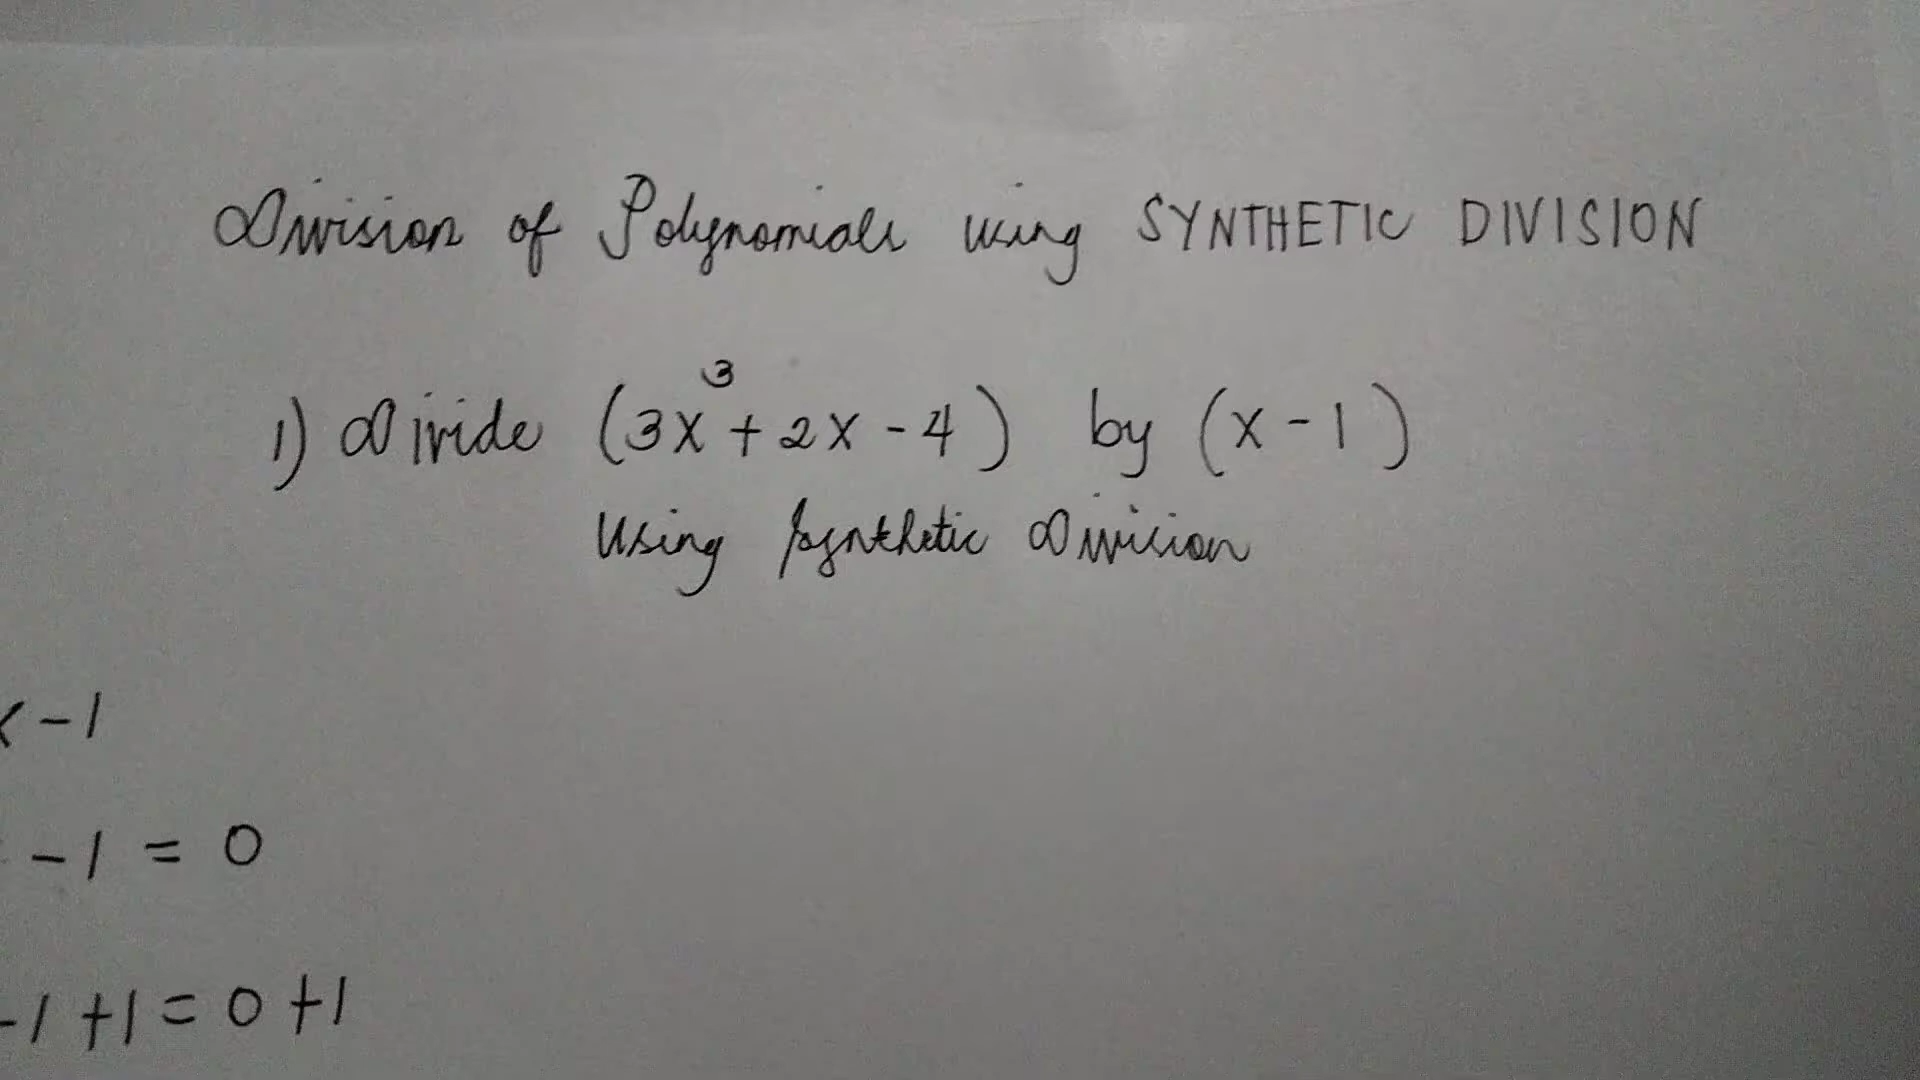 Division of Polynomials using SYNTHETIC DIVISION
1) Divide (3x³ + 2x - 4) by (x - 1)
Using Synthetic Division
x - 1
- 1 = 0
- 1 + 1 = 0 + 1